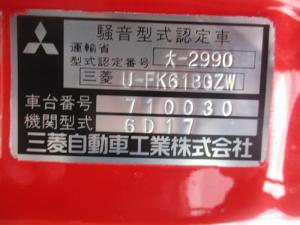 騒音型式認定車
運輸省
型式認定番号 大-2990
三菱 U-FK618GZW
車台番号 710030
機関型式 6D17
三菱自動車工業株式会社